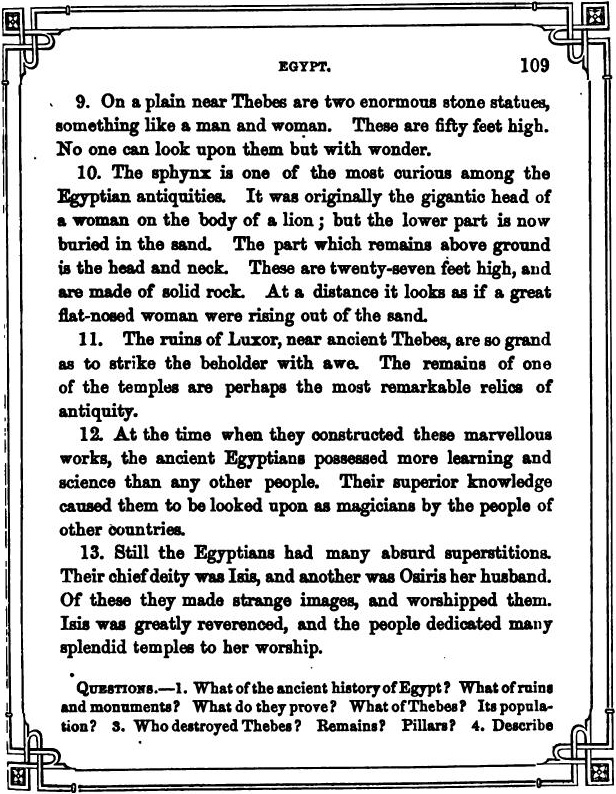 EGYPT. 109
9. On a plain near Thebes are two enormous stone statues,
something like a man and woman. These are fifty feet high.
No one can look upon them but with wonder.
10. The sphynx is one of the most curious among the
Egyptian antiquities. It was originally the gigantic head of
a woman on the body of a lion; but the lower part is now
buried in the sand. The part which remains above ground
is the head and neck. These are twenty-seven feet high, and
are made of solid rock. At a distance it looks as if a great
flat-nosed woman were rising out of the sand.
11. The ruins of Luxor, near ancient Thebes, are so grand
as to strike the beholder with awe. The remains of one
of the temples are perhaps the most remarkable relics of
antiquity.
12. At the time when they constructed these marvellous
works, the ancient Egyptians possessed more learning and
science than any other people. Their superior knowledge
caused them to be looked upon as magicians by the people of
other countries.
13. Still the Egyptians had many absurd superstitions.
Their chief deity was Isis, and another was Osiris her husband.
Of these they made strange images, and worshipped them.
Isis was greatly reverenced, and the people dedicated many
splendid temples to her worship.
QUESTIONS.—1. What of the ancient history of Egypt? What of ruins
and monuments? What do they prove? What of Thebes? Its popula-
tion? 3. Who destroyed Thebes? Remains? Pillars? 4. Describe